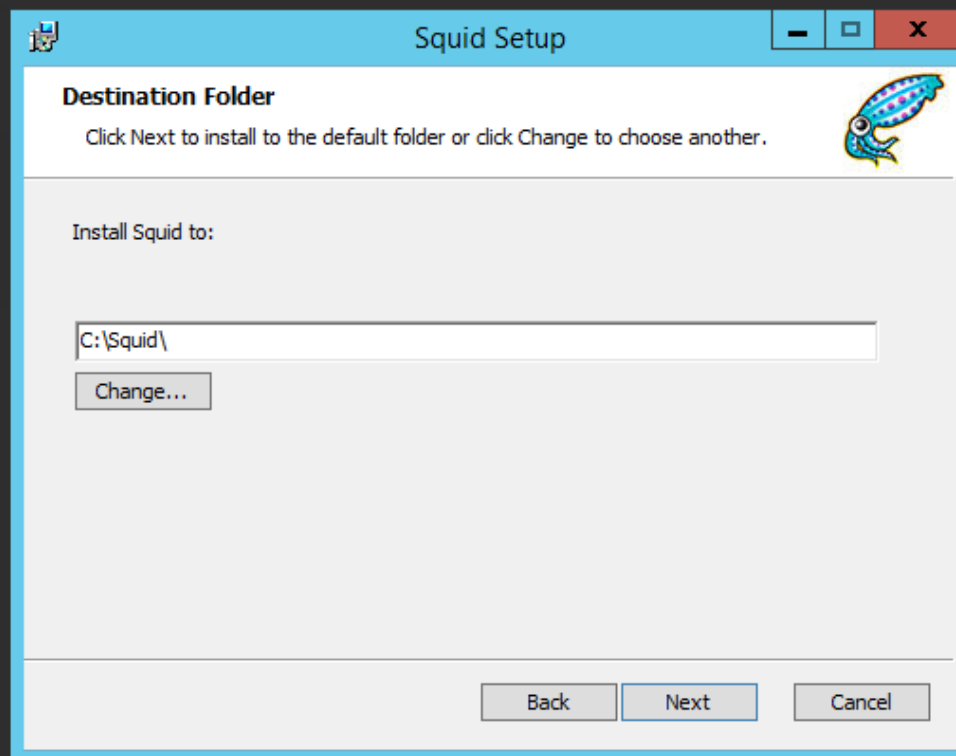 Squid Setup
Destination Folder
Click Next to install to the default folder or click Change to choose another.
Install Squid to:
C:\Squid\
Change...
Back Next Cancel